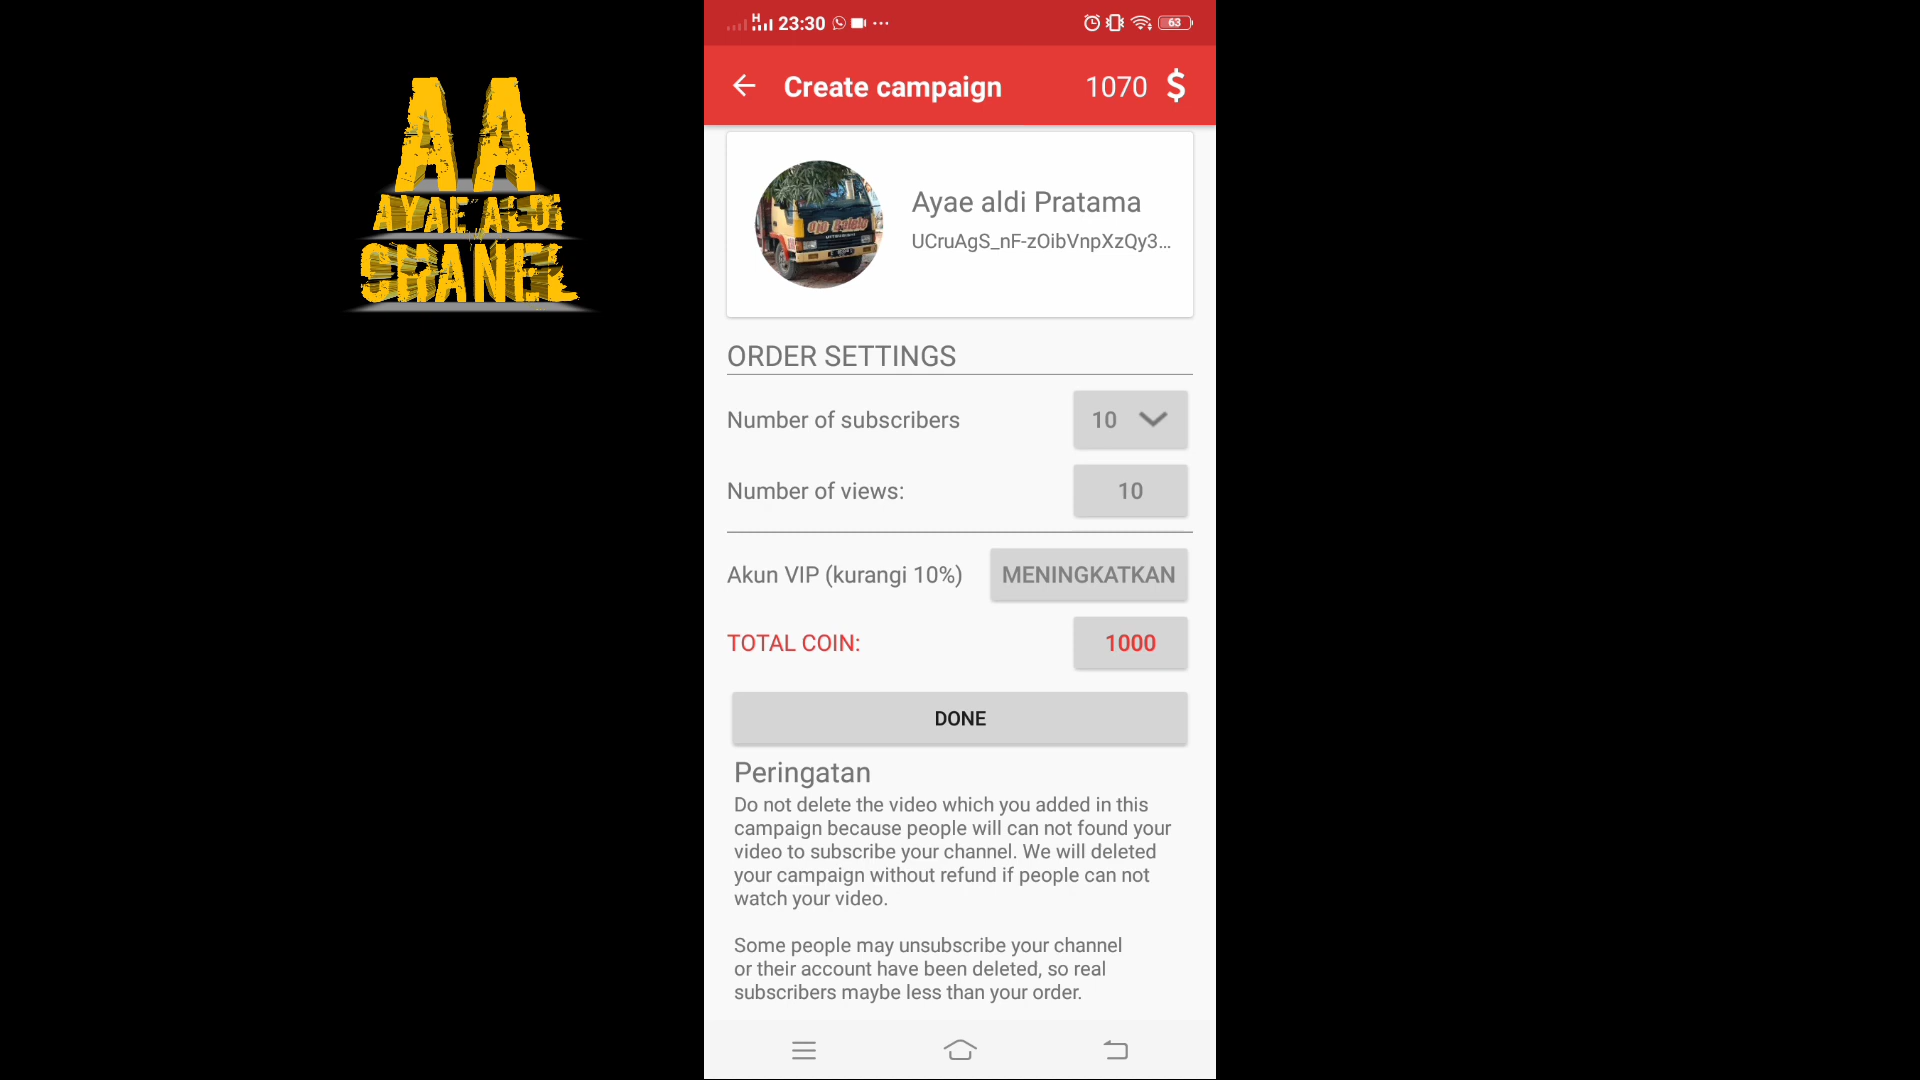 AA
AYAE ALDI
CHANEL
H 23:30 ... 63
Create campaign 1070 $
Ayae aldi Pratama
UCruAgS_nF-zOibVnpXzQy3...
ORDER SETTINGS
Number of subscribers 10
Number of views: 10
Akun VIP (kurangi 10%) MENINGKATKAN
TOTAL COIN: 1000
DONE
Peringatan
Do not delete the video which you added in this
campaign because people will can not found your
video to subscribe your channel. We will deleted
your campaign without refund if people can not
watch your video.
Some people may unsubscribe your channel
or their account have been deleted, so real
subscribers maybe less than your order.